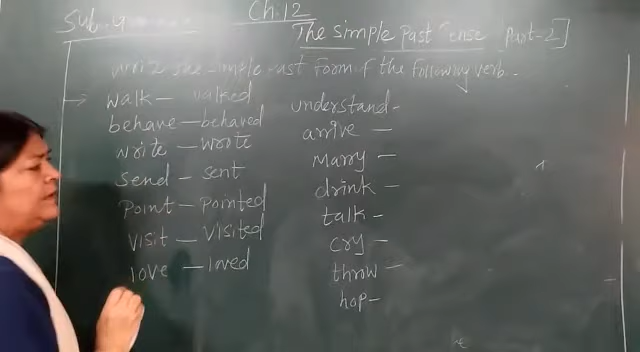 Sub.
Ch.12
The Simple Past Tense [Part-2]
Write the simple past form of the following verb.
walk — walked
behave — behaved
write — wrote
send — sent
Point — Pointed
visit — visited
love — loved
understand -
arrive —
Marry —
drink —
talk -
cry -
throw —
hop -